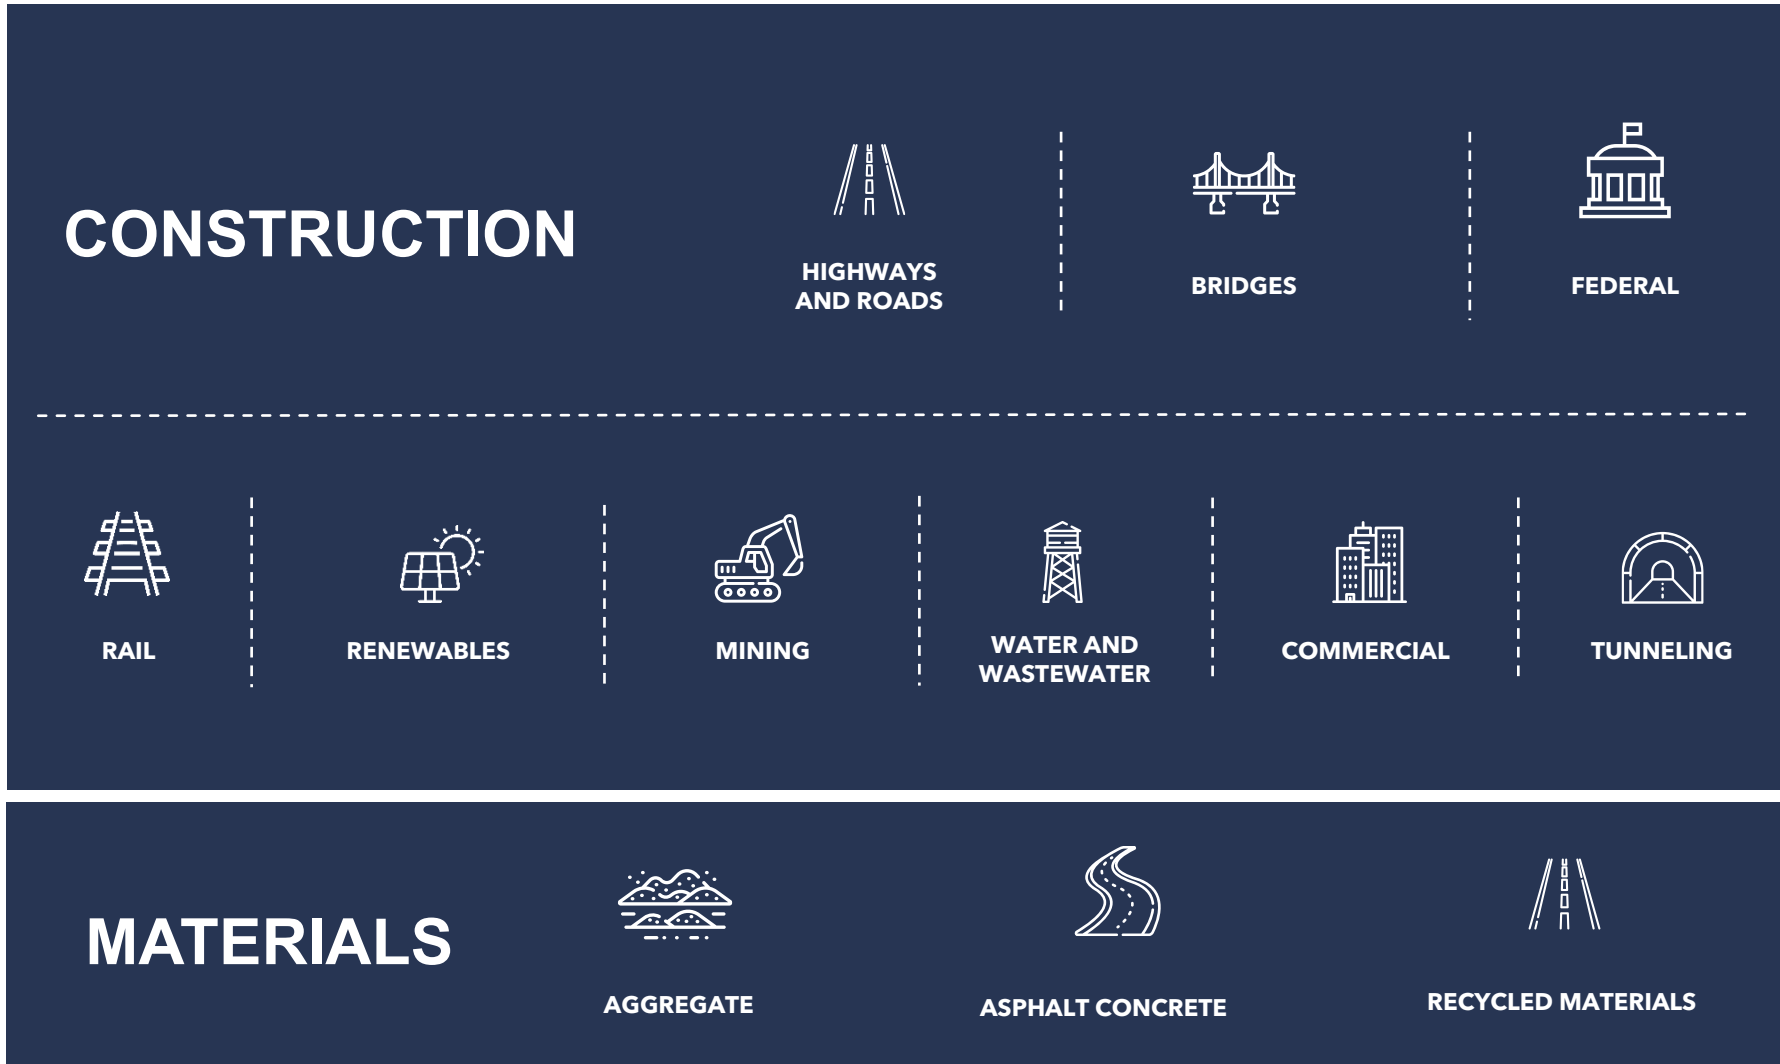 CONSTRUCTION
HIGHWAYS
AND ROADS
BRIDGES
FEDERAL
RAIL
RENEWABLES
MINING
WATER AND
WASTEWATER
COMMERCIAL
TUNNELING
MATERIALS
AGGREGATE
ASPHALT CONCRETE
RECYCLED MATERIALS